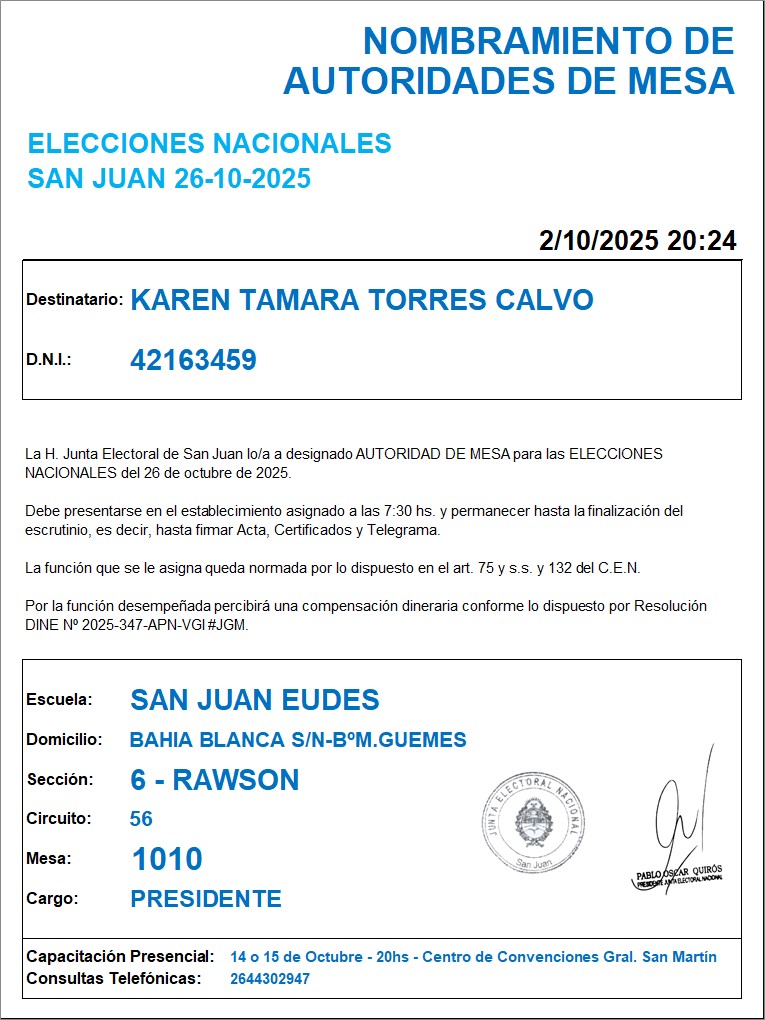 NOMBRAMIENTO DE
AUTORIDADES DE MESA
ELECCIONES NACIONALES
SAN JUAN 26-10-2025
2/10/2025 20:24
Destinatario: KAREN TAMARA TORRES CALVO
D.N.I.: 42163459
La H. Junta Electoral de San Juan lo/a a designado AUTORIDAD DE MESA para las ELECCIONES
NACIONALES del 26 de octubre de 2025.
Debe presentarse en el establecimiento asignado a las 7:30 hs. y permanecer hasta la finalización del
escrutinio, es decir, hasta firmar Acta, Certificados y Telegrama.
La función que se le asigna queda normada por lo dispuesto en el art. 75 y s.s. y 132 del C.E.N.
Por la función desempeñada percibirá una compensación dineraria conforme lo dispuesto por Resolución
DINE Nº 2025-347-APN-VGI#JGM.
Escuela: SAN JUAN EUDES
Domicilio: BAHIA BLANCA S/N-BºM.GUEMES
Sección: 6 - RAWSON
Circuito: 56
Mesa: 1010
Cargo: PRESIDENTE
JUNTA ELECTORAL NACIONAL
San Juan
PABLO OSCAR QUIRÓS
PRESIDENTE JUNTA ELECTORAL NACIONAL
Capacitación Presencial: 14 o 15 de Octubre - 20hs - Centro de Convenciones Gral. San Martín
Consultas Telefónicas: 2644302947